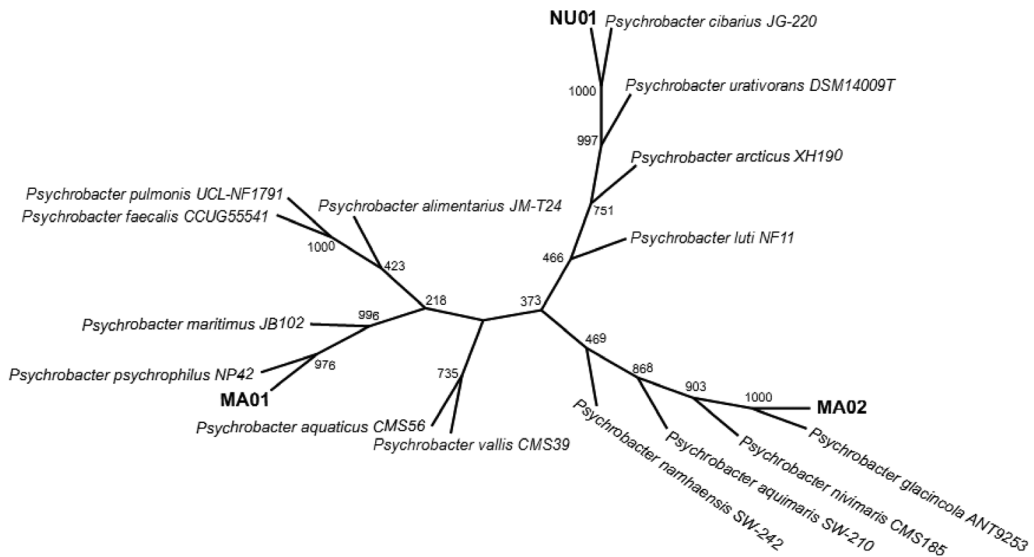 NU01
Psychrobacter cibarius JG-220
1000
Psychrobacter urativorans DSM14009T
997
Psychrobacter arcticus XH190
751
Psychrobacter pulmonis UCL-NF1791
Psychrobacter faecalis CCUG55541
1000
Psychrobacter alimentarius JM-T24
423
Psychrobacter luti NF11
466
218
373
996
Psychrobacter maritimus JB102
976
Psychrobacter psychrophilus NP42
MA01
735
Psychrobacter aquaticus CMS56
Psychrobacter vallis CMS39
469
868
903
1000
MA02
Psychrobacter namhaensis SW-242
Psychrobacter aquimaris SW-210
Psychrobacter nivimaris CMS185
Psychrobacter glacincola ANT9253